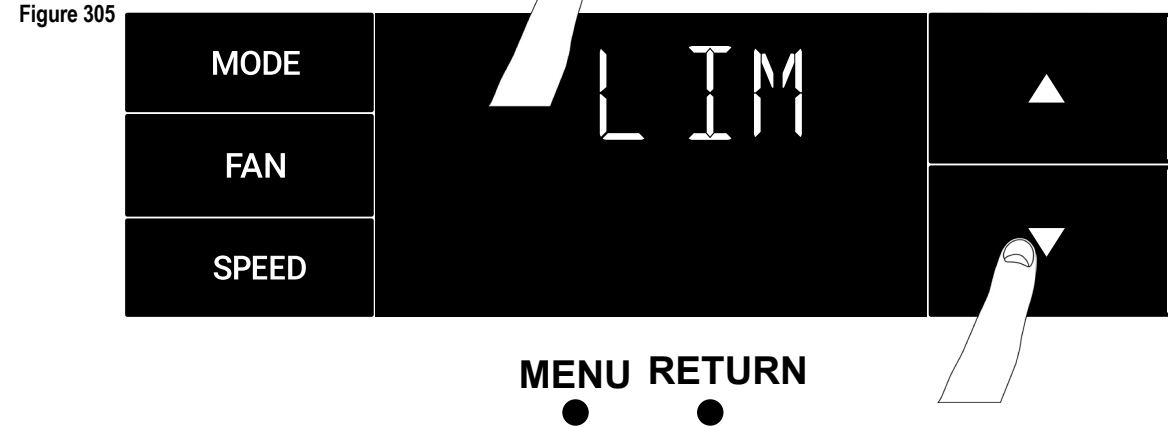 Figure 305
MODE
LIM
FAN
SPEED
MENU RETURN